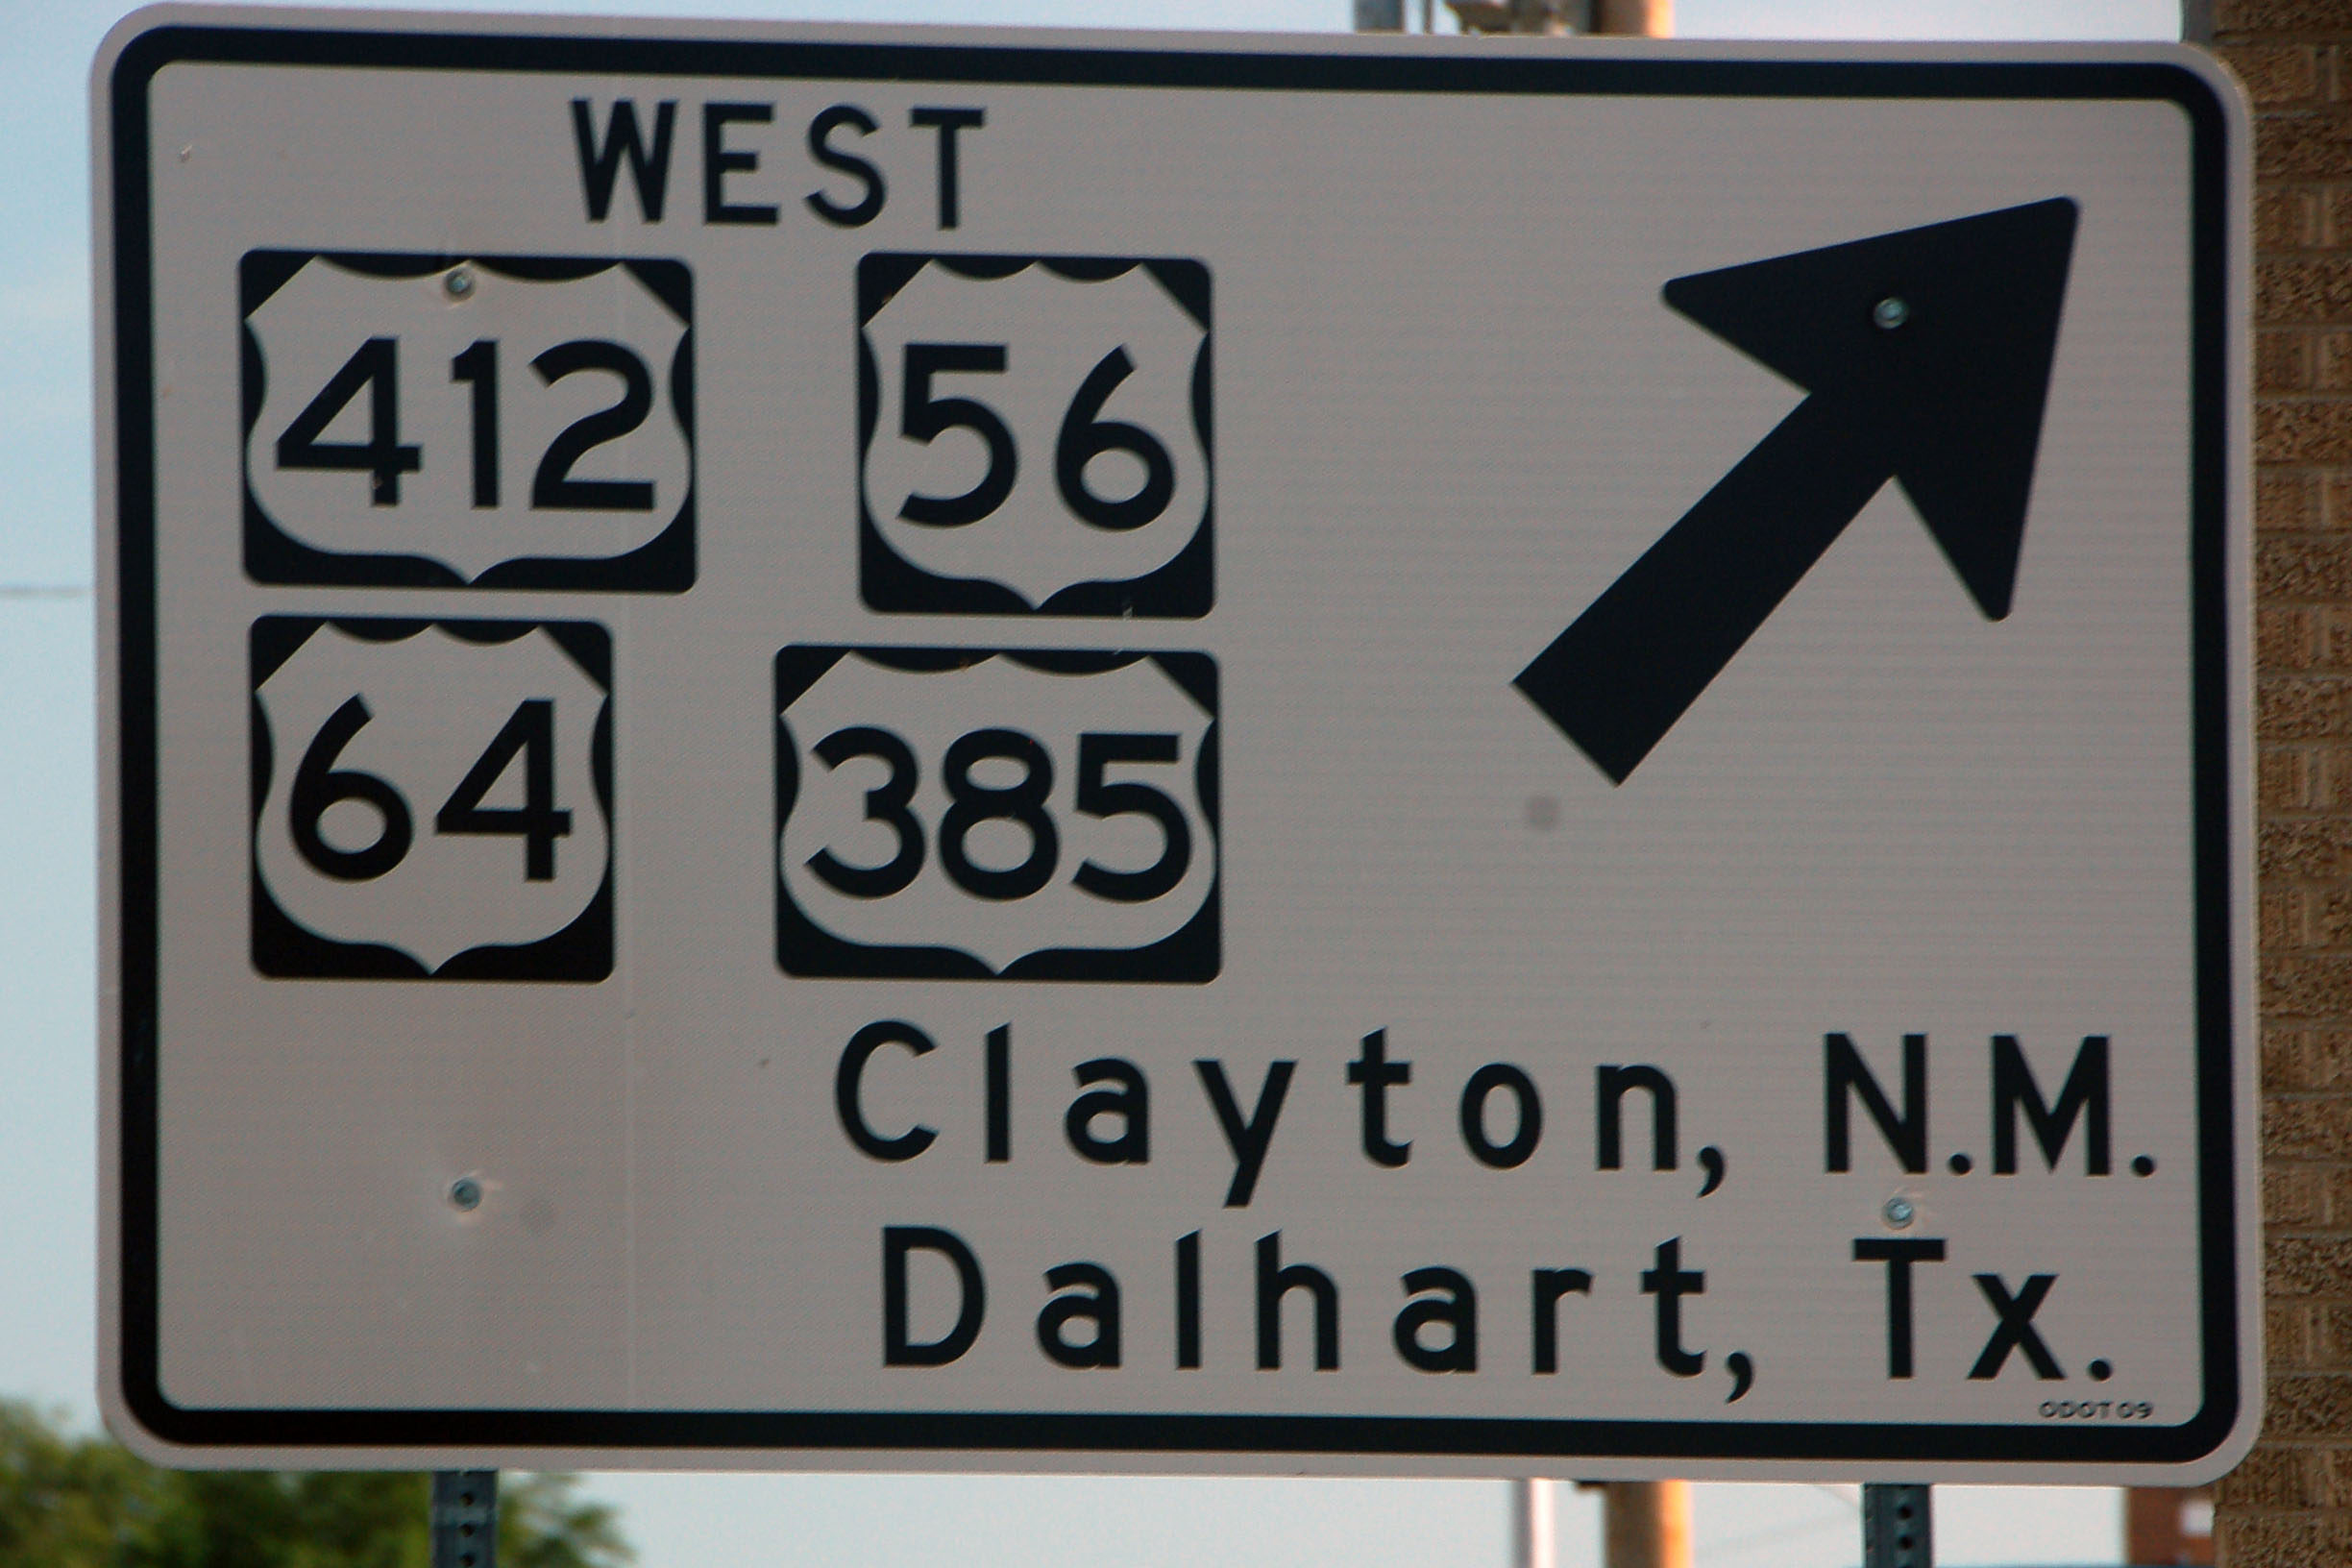 WEST
412 56
64 385
Clayton, N.M.
Dalhart, Tx.
ODOT 09